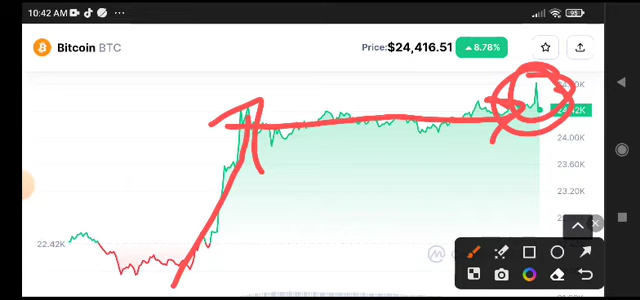 10:42 AM
93
Bitcoin BTC
Price: $24,416.51 8.78%
24.00K
23.60K
23.20K
22.42K